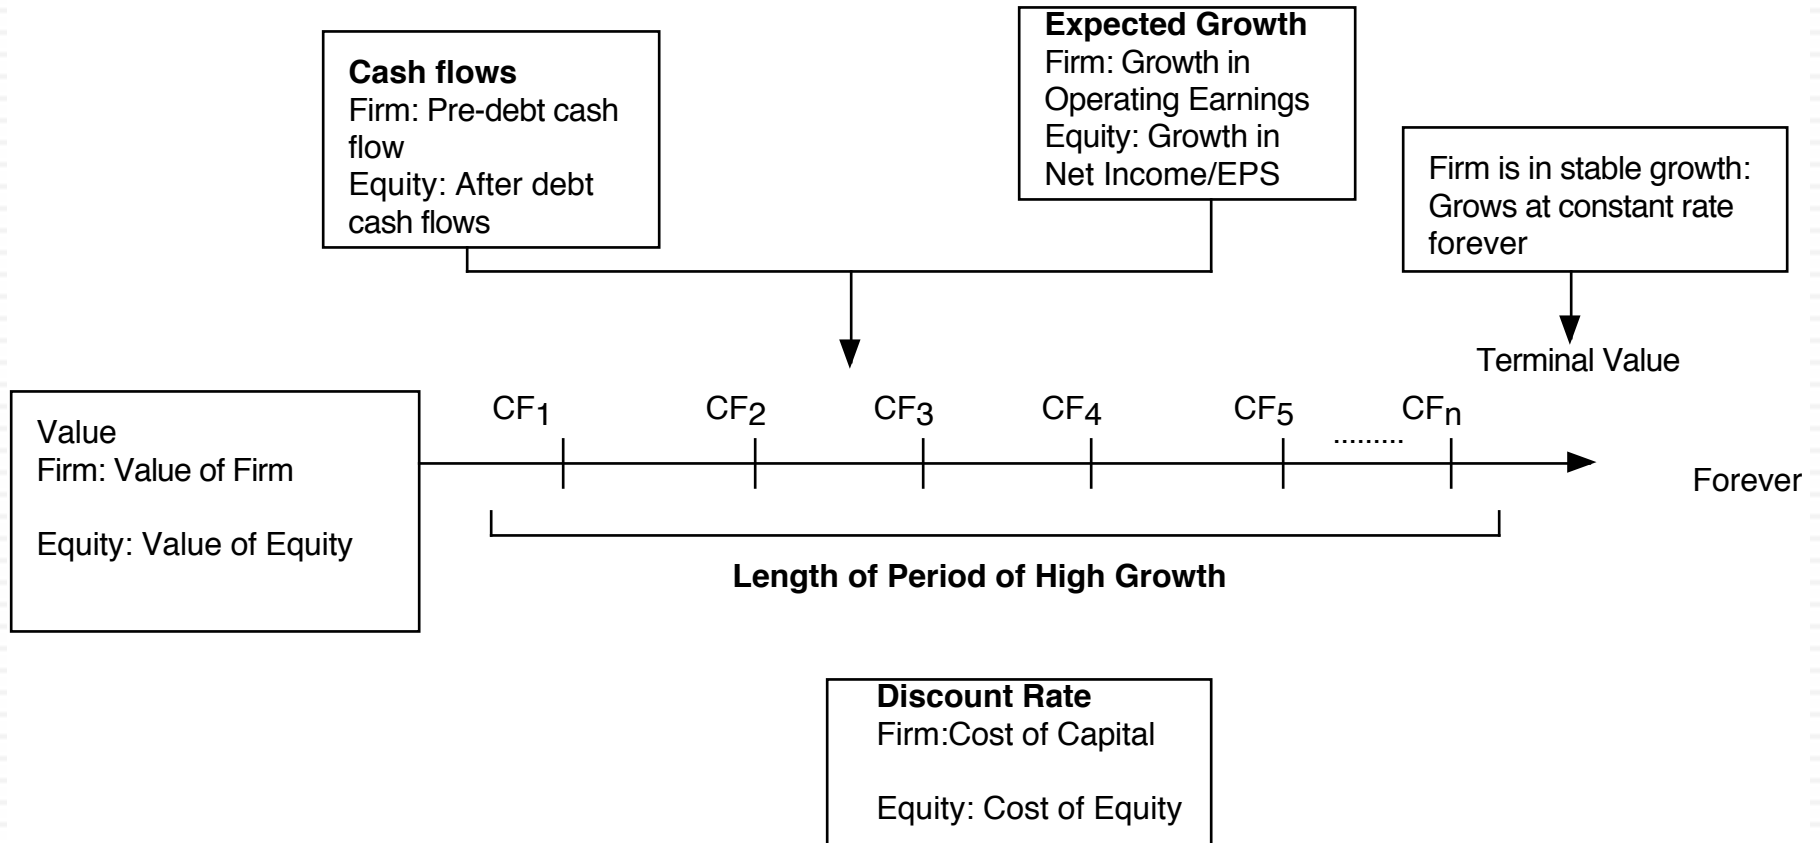 Cash flows
Firm: Pre-debt cash
flow
Equity: After debt
cash flows
Expected Growth
Firm: Growth in
Operating Earnings
Equity: Growth in
Net Income/EPS
Firm is in stable growth:
Grows at constant rate
forever
Terminal Value
Value
Firm: Value of Firm
Equity: Value of Equity
CF1 CF2 CF3 CF4 CF5 ......... CFn
Forever
Length of Period of High Growth
Discount Rate
Firm:Cost of Capital
Equity: Cost of Equity